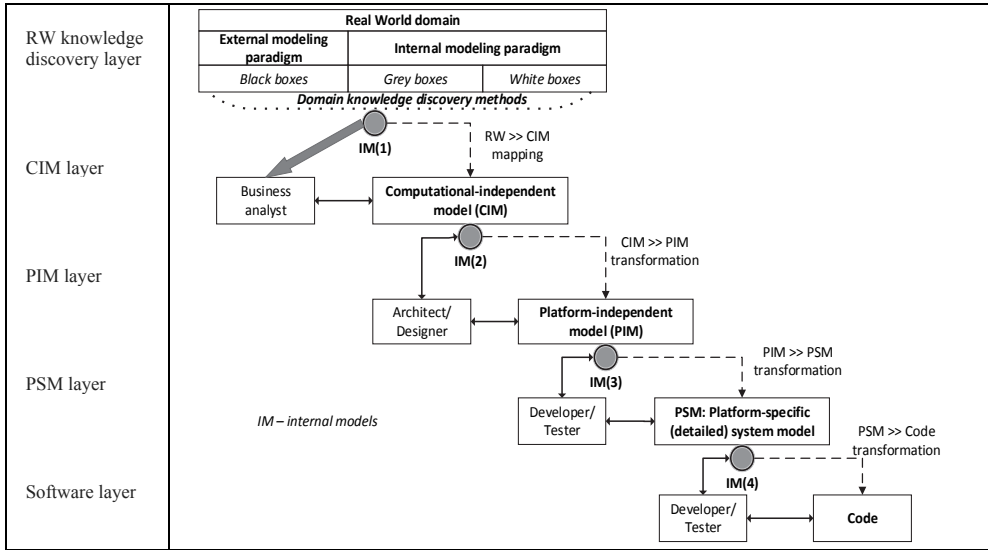 RW knowledge
discovery layer
Real World domain
External modeling
paradigm
Internal modeling paradigm
Black boxes
Grey boxes
White boxes
Domain knowledge discovery methods
IM(1)
RW >> CIM
mapping
CIM layer
Business
analyst
Computational-independent
model (CIM)
IM(2)
CIM >> PIM
transformation
PIM layer
Architect/
Designer
Platform-independent
model (PIM)
IM(3)
PIM >> PSM
transformation
PSM layer
IM – internal models
Developer/
Tester
PSM: Platform-specific
(detailed) system model
IM(4)
PSM >> Code
transformation
Software layer
Developer/
Tester
Code